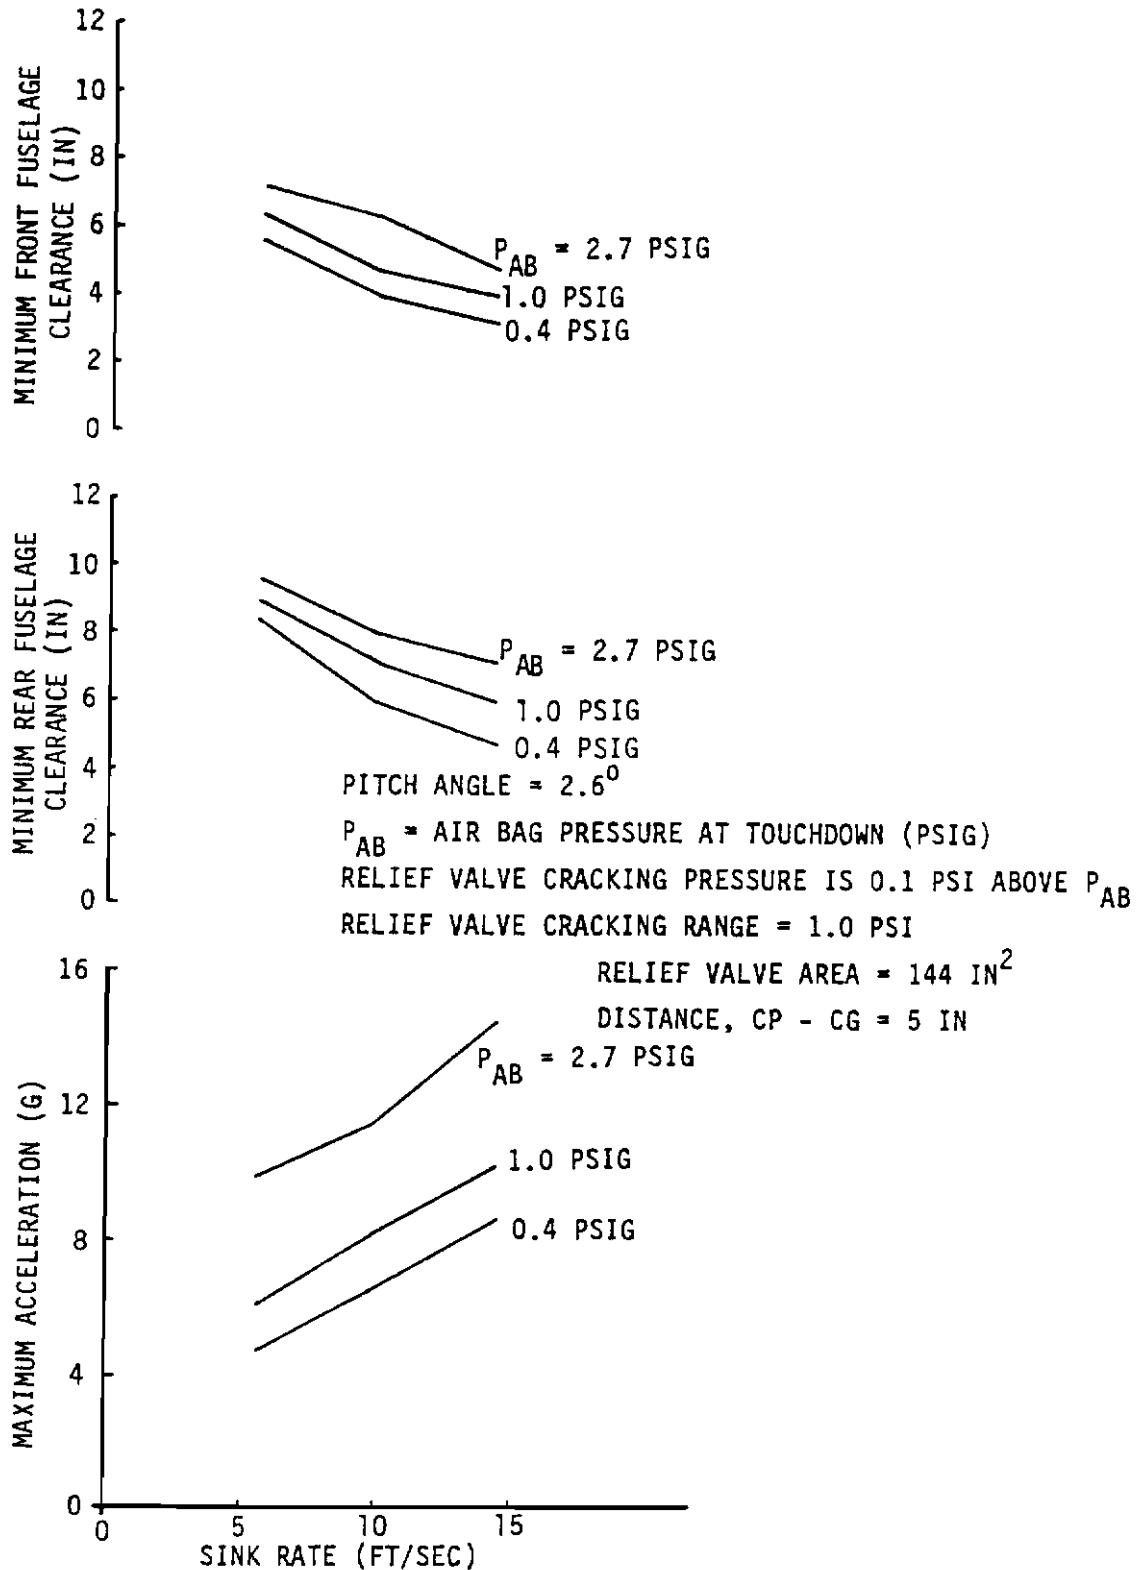 12
10
8
6
4
2
0
MINIMUM FRONT FUSELAGE
CLEARANCE (IN)
P_AB = 2.7 PSIG
1.0 PSIG
0.4 PSIG
12
10
8
6
4
2
0
MINIMUM REAR FUSELAGE
CLEARANCE (IN)
P_AB = 2.7 PSIG
1.0 PSIG
0.4 PSIG
PITCH ANGLE = 2.6⁰
P_AB = AIR BAG PRESSURE AT TOUCHDOWN (PSIG)
RELIEF VALVE CRACKING PRESSURE IS 0.1 PSI ABOVE P_AB
RELIEF VALVE CRACKING RANGE = 1.0 PSI
RELIEF VALVE AREA = 144 IN²
DISTANCE, CP - CG = 5 IN
16
12
8
4
0
MAXIMUM ACCELERATION (G)
P_AB = 2.7 PSIG
1.0 PSIG
0.4 PSIG
0 5 10 15
SINK RATE (FT/SEC)